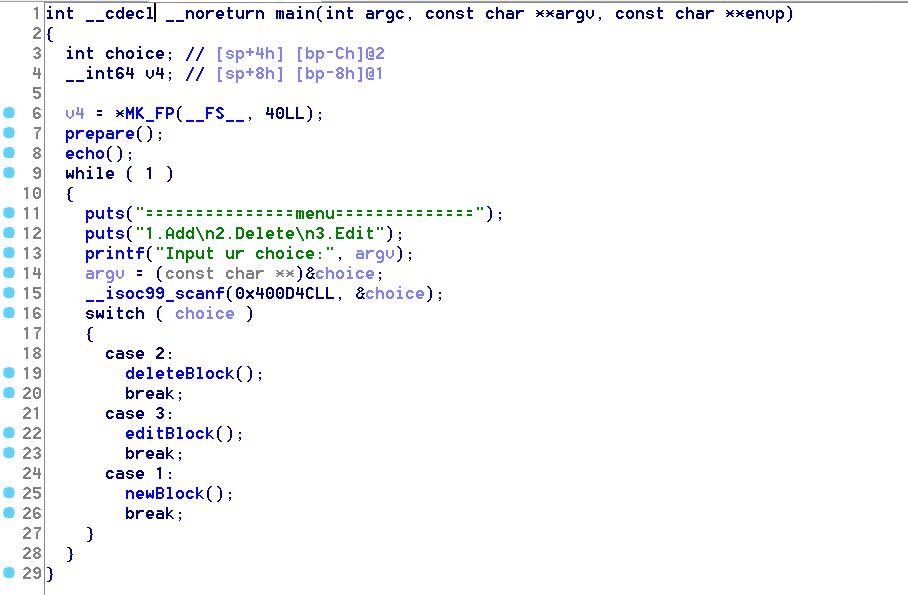 1 int __cdecl __noreturn main(int argc, const char **argv, const char **envp)
2 {
3   int choice; // [sp+4h] [bp-Ch]@2
4   __int64 v4; // [sp+8h] [bp-8h]@1
5
6   v4 = *MK_FP(__FS__, 40LL);
7   prepare();
8   echo();
9   while ( 1 )
10   {
11     puts("===============menu==============");
12     puts("1.Add\n2.Delete\n3.Edit");
13     printf("Input ur choice:", argv);
14     argv = (const char **)&choice;
15     __isoc99_scanf(0x400D4CLL, &choice);
16     switch ( choice )
17     {
18       case 2:
19         deleteBlock();
20         break;
21       case 3:
22         editBlock();
23         break;
24       case 1:
25         newBlock();
26         break;
27     }
28   }
29 }